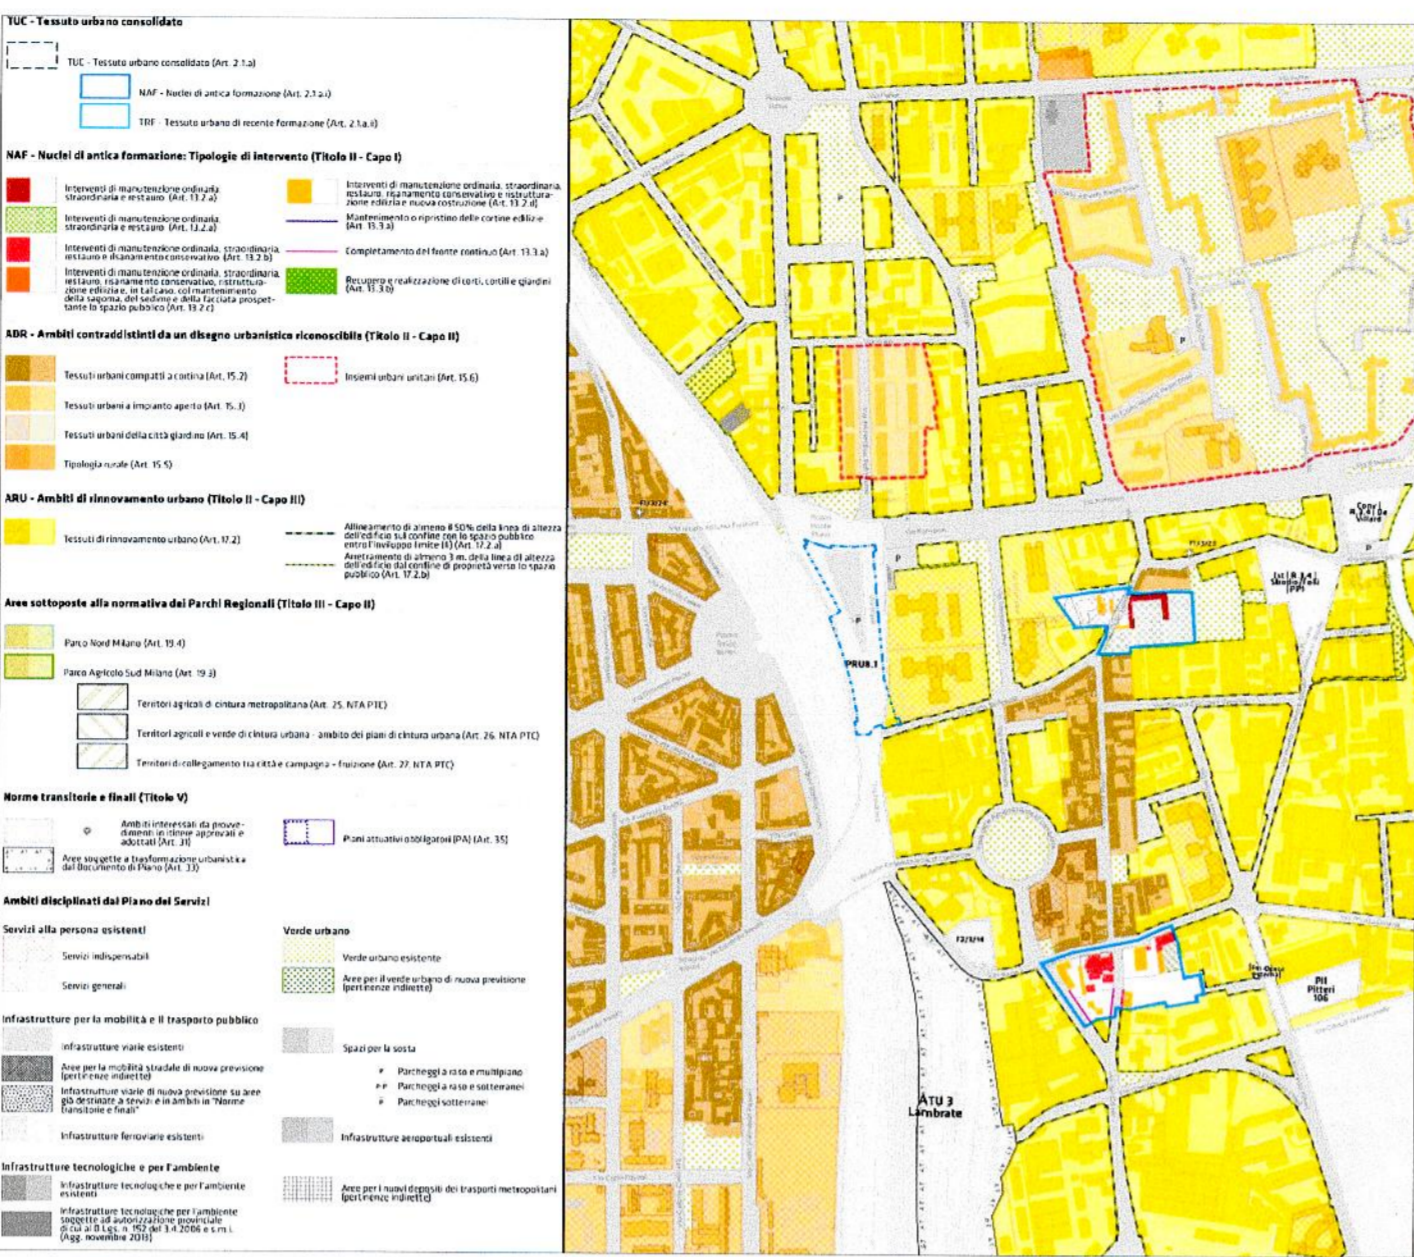 TUC - Tessuto urbano consolidato
TUC - Tessuto urbano consolidato (Art. 2.1.a)
NAF - Nuclei di antica formazione (Art. 2.1.a.i)
TRF - Tessuto urbano di recente formazione (Art. 2.1.a.ii)
NAF - Nuclei di antica formazione: Tipologie di intervento (Titolo II - Capo I)
Interventi di manutenzione ordinaria,
straordinaria e restauro (Art. 13.2.a)
Interventi di manutenzione ordinaria,
straordinaria e restauro (Art. 13.2.a)
Interventi di manutenzione ordinaria, straordinaria,
restauro e risanamento conservativo (Art. 13.2.b)
Interventi di manutenzione ordinaria, straordinaria,
restauro, risanamento conservativo, ristruttura-
zione edilizia e, in tal caso, col mantenimento
della sagoma, del sedime e della facciata prospet-
tante lo spazio pubblico (Art. 13.2.c)
Interventi di manutenzione ordinaria, straordinaria,
restauro, risanamento conservativo e ristruttura-
zione edilizia e nuova costruzione (Art. 13.2.d)
Mantenimento o ripristino delle cortine edilizie
(Art. 13.3.a)
Completamento del fronte continuo (Art. 13.3.a)
Recupero e realizzazione di corti, cortili e giardini
(Art. 13.3.b)
ADR - Ambiti contraddistinti da un disegno urbanistico riconoscibile (Titolo II - Capo II)
Tessuti urbani compatti a cortina (Art. 15.2)
Tessuti urbani a impianto aperto (Art. 15.3)
Tessuti urbani della città giardino (Art. 15.4)
Tipologia rurale (Art. 15.5)
Insiemi urbani unitari (Art. 15.6)
ARU - Ambiti di rinnovamento urbano (Titolo II - Capo III)
Tessuti di rinnovamento urbano (Art. 17.2)
Allineamento di almeno il 50% della linea di altezza
dell'edificio sul confine con lo spazio pubblico
entro l'inviluppo limite (Art. 17.2.a)
Arretramento di almeno 3 m. della linea di altezza
dell'edificio dal confine di proprietà verso lo spazio
pubblico (Art. 17.2.b)
Aree sottoposte alla normativa dei Parchi Regionali (Titolo III - Capo II)
Parco Nord Milano (Art. 19.4)
Parco Agricolo Sud Milano (Art. 19.3)
Territori agricoli di cintura metropolitana (Art. 25, NTA PTC)
Territori agricoli e verde di cintura urbana - ambito dei piani di cintura urbana (Art. 26, NTA PTC)
Territori di collegamento tra città e campagna - fruizione (Art. 27, NTA PTC)
Norme transitorie e finali (Titolo V)
Ambiti interessati da provve-
dimenti in itinere approvati e
adottati (Art. 31)
Aree soggette a trasformazione urbanistica
dal Documento di Piano (Art. 33)
Piani attuativi obbligatori (PA) (Art. 35)
Ambiti disciplinati dal Piano dei Servizi
Servizi alla persona esistenti
Servizi indispensabili
Servizi generali
Verde urbano
Verde urbano esistente
Aree per il verde urbano di nuova previsione
(pertinenze indirette)
Infrastrutture per la mobilità e il trasporto pubblico
Infrastrutture viarie esistenti
Aree per la mobilità stradale di nuova previsione
(pertinenze indirette)
Infrastrutture viarie di nuova previsione su aree
già destinate a servizi e in ambiti in "Norme
transitorie e finali"
Infrastrutture ferroviarie esistenti
Spazi per la sosta
P Parcheggi a raso e multipiano
P-P Parcheggi a raso e sotterranei
P Parcheggi sotterranei
Infrastrutture aeroportuali esistenti
Infrastrutture tecnologiche e per l'ambiente
Infrastrutture tecnologiche e per l'ambiente
esistenti
Infrastrutture tecnologiche per l'ambiente
soggette ad autorizzazione provinciale
di cui al D.Lgs. n. 152 del 3.4.2006 e s.m.i.
(Agg. novembre 2013)
Aree per i nuovi depositi dei trasporti metropolitani
(pertinenze indirette)
P
P
P
P
P
PRU8.1
PII
Pitteri
106
ATU 3
Lambrate